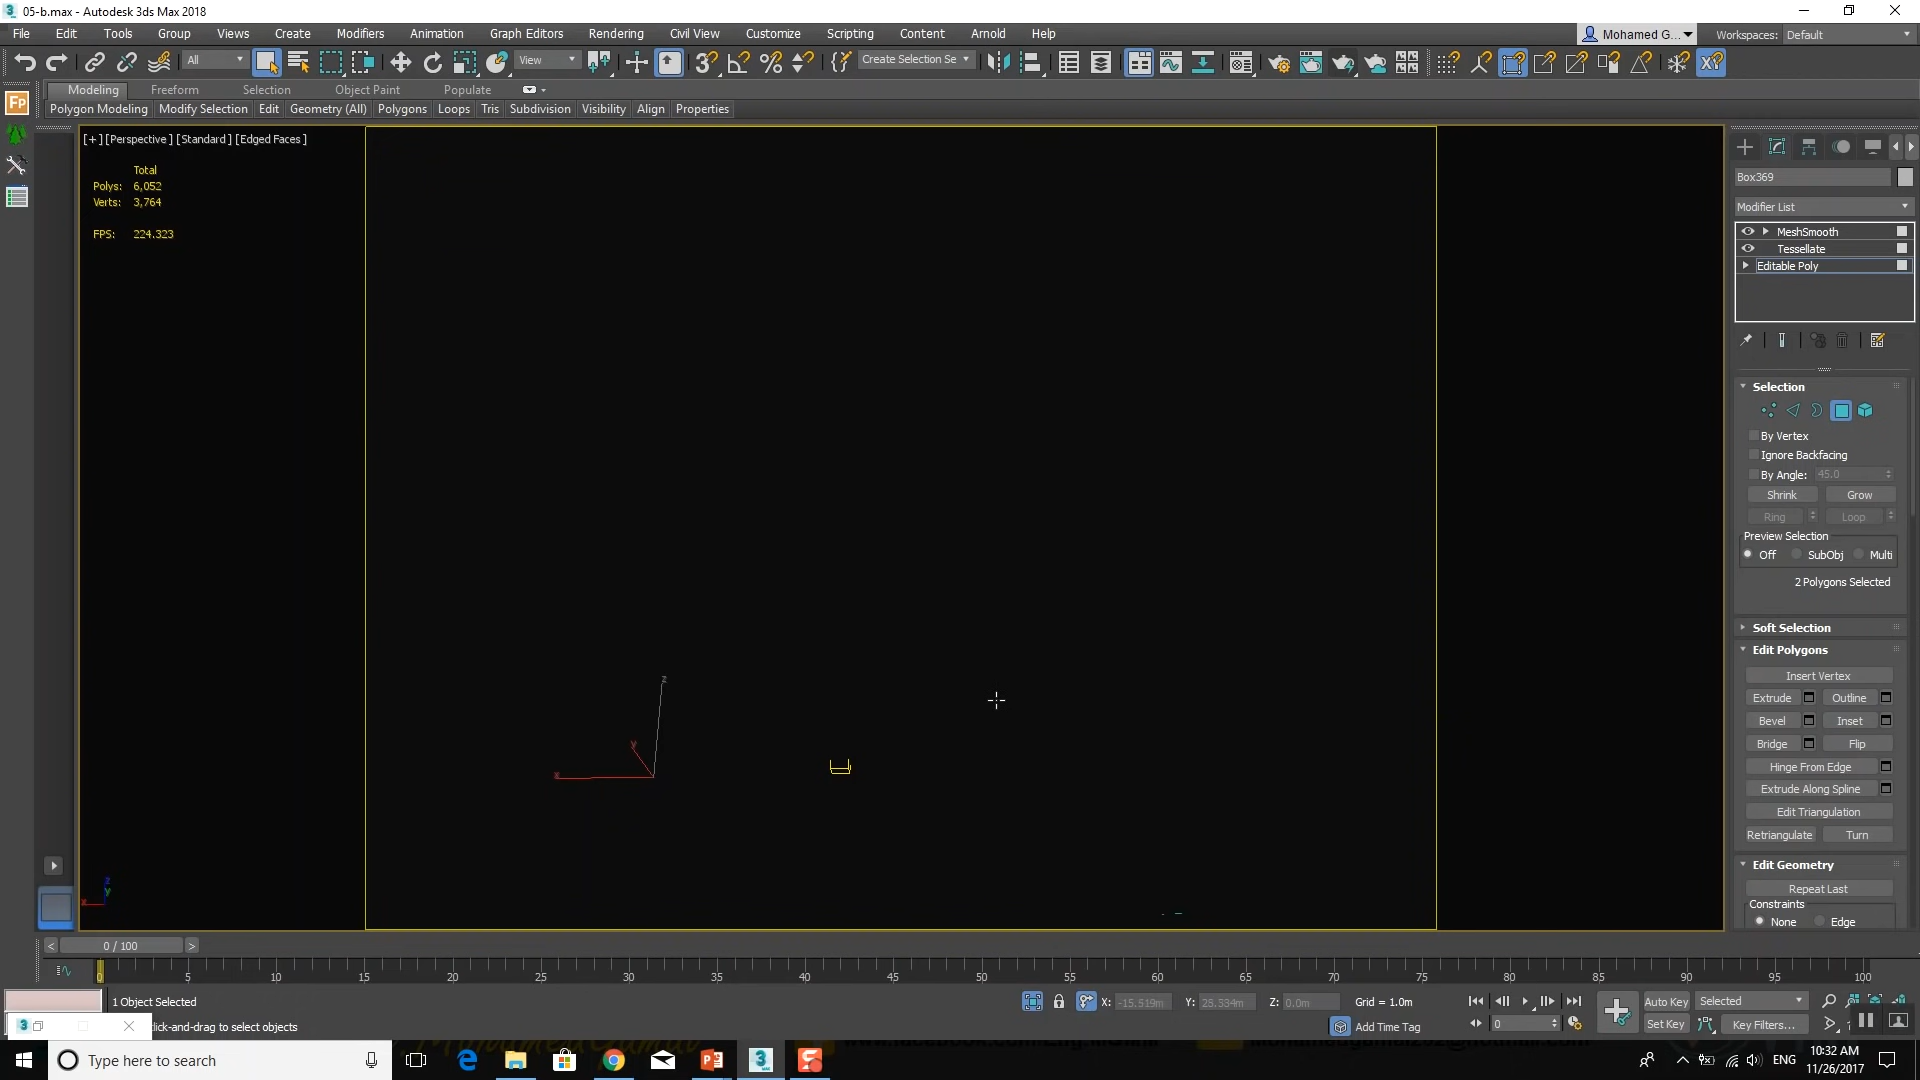 05-b.max - Autodesk 3ds Max 2018
File Edit Tools Group Views Create Modifiers Animation Graph Editors Rendering Civil View Customize Scripting Content Arnold Help
Mohamed G... Workspaces: Default
All View Create Selection Se
Modeling Freeform Selection Object Paint Populate
Polygon Modeling Modify Selection Edit Geometry (All) Polygons Loops Tris Subdivision Visibility Align Properties
[+] [Perspective] [Standard] [Edged Faces]
Total
Polys: 6,052
Verts: 3,764
FPS: 224.323
z
y
x
z
y
x
Box369
Modifier List
MeshSmooth
Tessellate
Editable Poly
Selection
By Vertex
Ignore Backfacing
By Angle: 45.0
Shrink Grow
Ring Loop
Preview Selection
Off SubObj Multi
2 Polygons Selected
Soft Selection
Edit Polygons
Insert Vertex
Extrude Outline
Bevel Inset
Bridge Flip
Hinge From Edge
Extrude Along Spline
Edit Triangulation
Retriangulate Turn
Edit Geometry
Repeat Last
Constraints
None Edge
0 / 100
0 5 10 15 20 25 30 35 40 45 50 55 60 65 70 75 80 85 90 95 100
1 Object Selected X: -15.519m Y: 28.334m Z: 0.0m Grid = 1.0m Auto Key Selected
click-and-drag to select objects Add Time Tag 0 Set Key Key Filters...
Type here to search
ENG
10:32 AM
11/26/2017